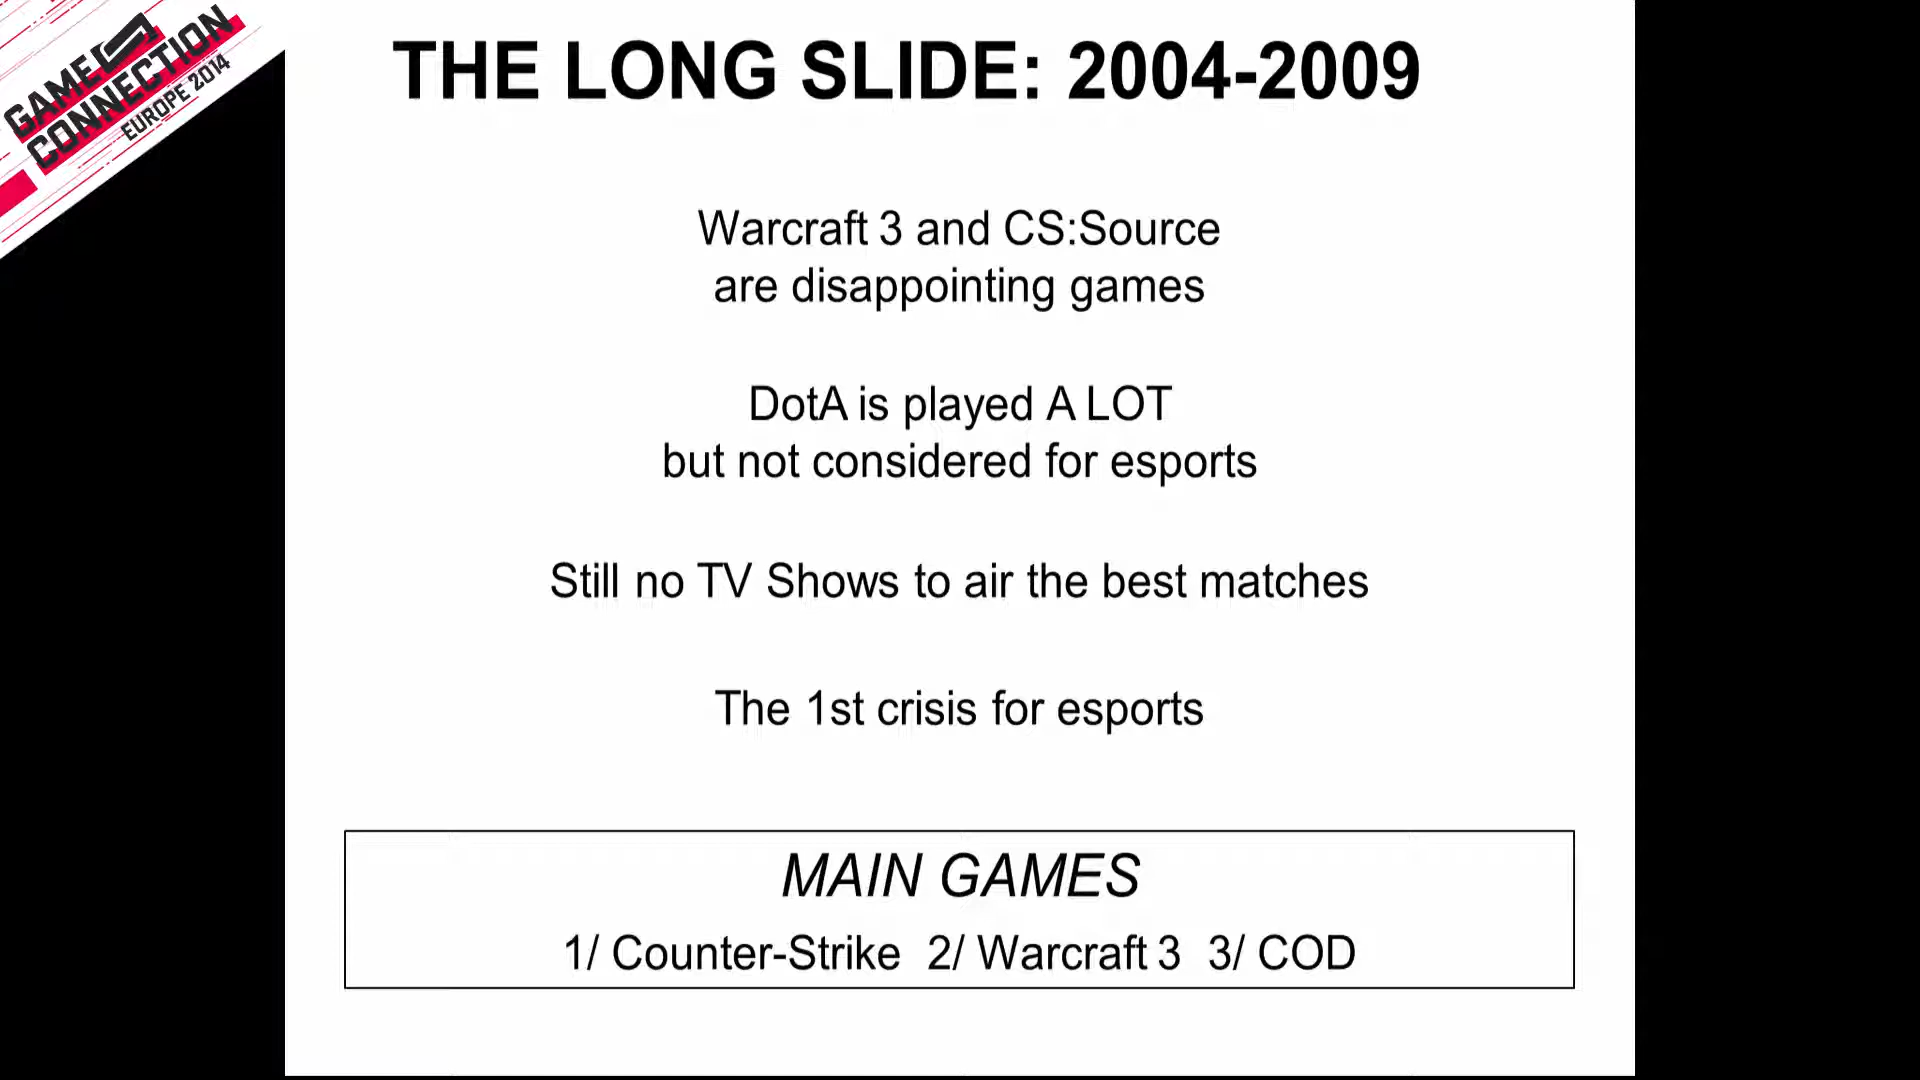 GAME
CONNECTION
EUROPE 2014
THE LONG SLIDE: 2004-2009
Warcraft 3 and CS:Source
are disappointing games
DotA is played A LOT
but not considered for esports
Still no TV Shows to air the best matches
The 1st crisis for esports
MAIN GAMES
1/ Counter-Strike 2/ Warcraft 3 3/ COD